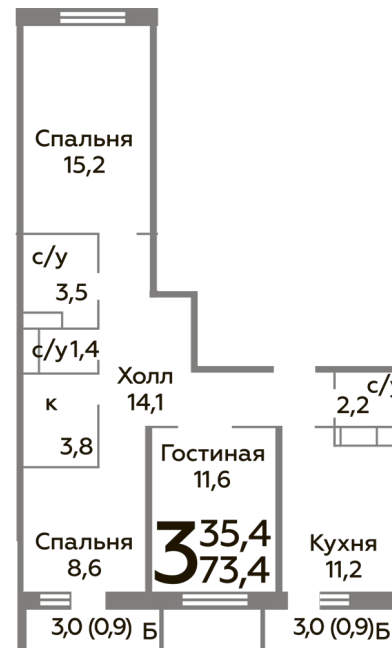 Спальня
15,2
с/у
3,5
с/у 1,4
Холл
14,1
к
3,8
с/у
2,2
Гостиная
11,6
3 35,4
73,4
Спальня
8,6
Кухня
11,2
3,0 (0,9) Б
3,0 (0,9) Б